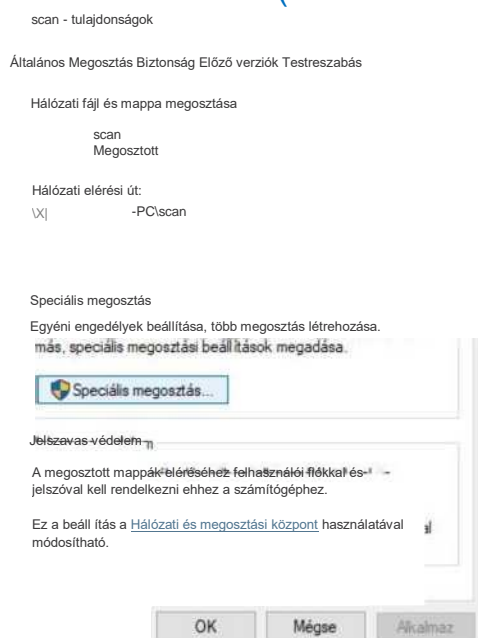 scan - tulajdonságok
Általános Megosztás Biztonság Előző verziók Testreszabás
Hálózati fájl és mappa megosztása
scan
Megosztott
Hálózati elérési út:
\X| -PC\scan
Speciális megosztás
Egyéni engedélyek beállítása, több megosztás létrehozása.
más, speciális megosztási beállítások megadása.
Speciális megosztás...
Jelszavas védelem
A megosztott mappák eléréséhez felhasználói fiókkal és
jelszóval kell rendelkezni ehhez a számítógéphez.
Ez a beáll ítás a Hálózati és megosztási központ használatával
módosítható.
OK Mégse Alkalmaz